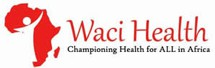 Waci Health
Championing Health for ALL in Africa